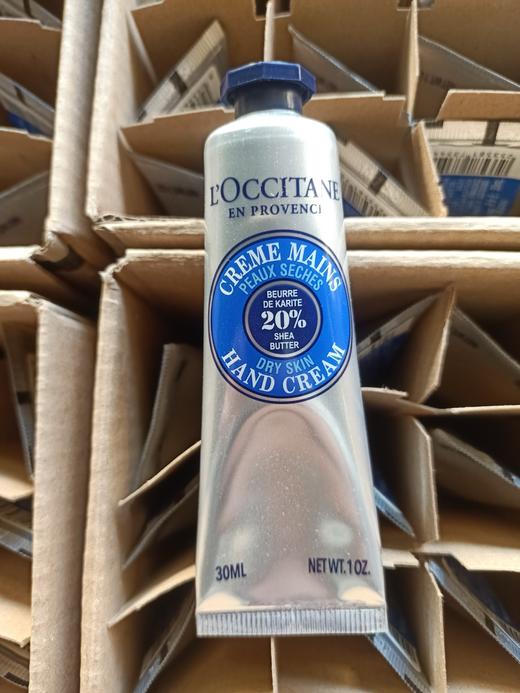 L'OCCITANE
EN PROVENCE
CREME MAINS
PEAUX SECHES
BEURRE
DE KARITE
20%
SHEA
BUTTER
DRY SKIN
HAND CREAM
30ML
NET WT.1 OZ.